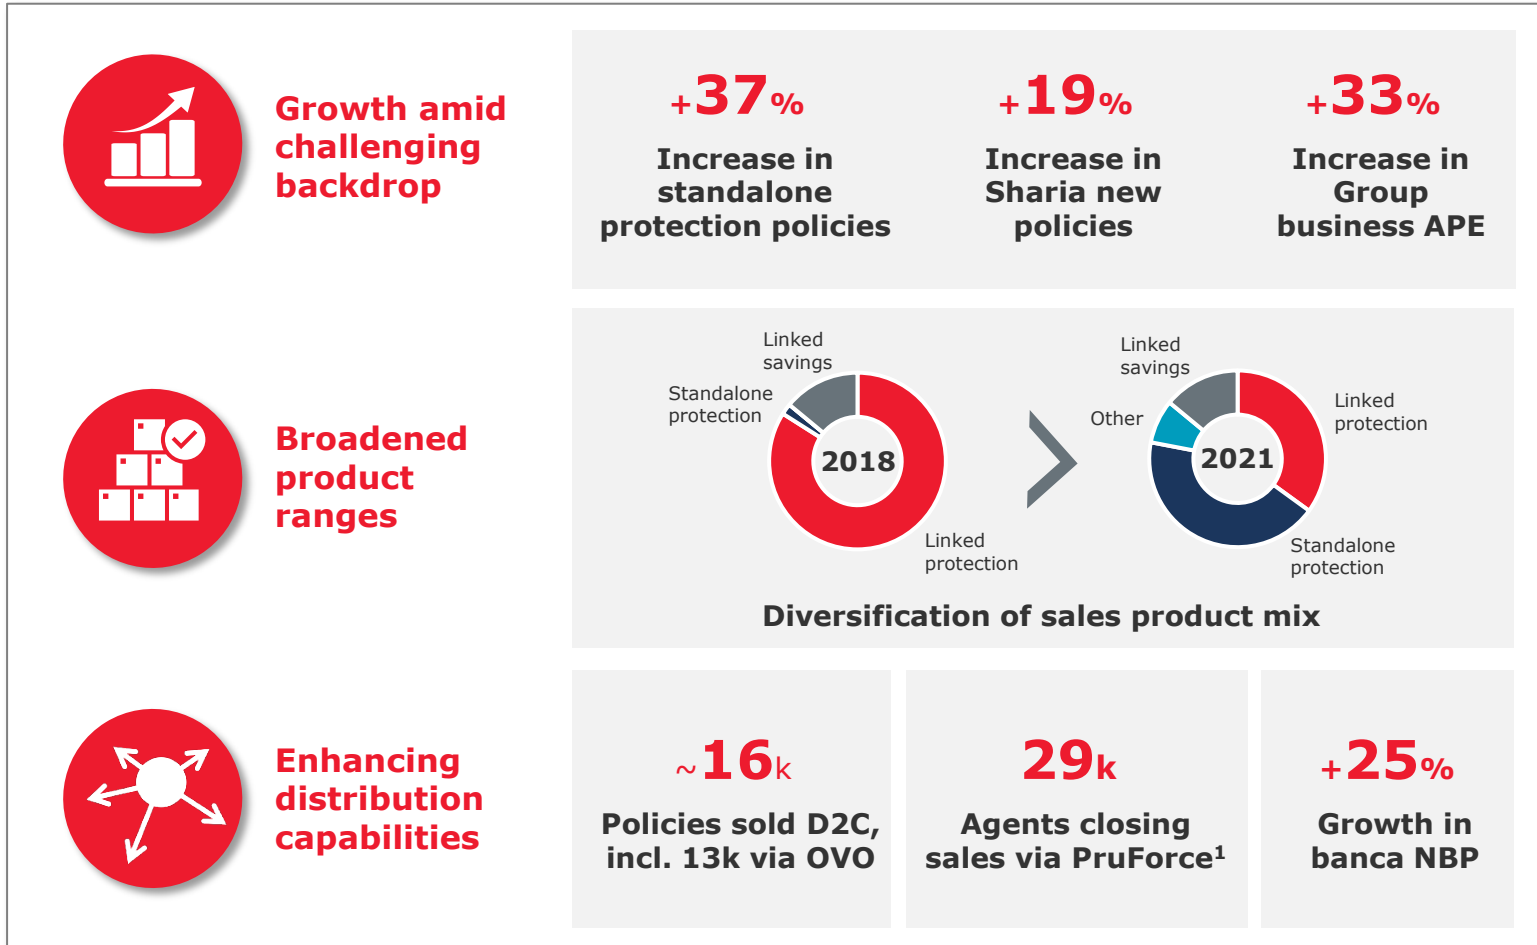 Growth amid
challenging
backdrop
+37%
Increase in
standalone
protection policies
+19%
Increase in
Sharia new
policies
+33%
Increase in
Group
business APE
Broadened
product
ranges
Linked
savings
Standalone
protection
2018
Linked
protection
Linked
savings
Other
2021
Linked
protection
Standalone
protection
Diversification of sales product mix
Enhancing
distribution
capabilities
~16k
Policies sold D2C,
incl. 13k via OVO
29k
Agents closing
sales via PruForce¹
+25%
Growth in
banca NBP